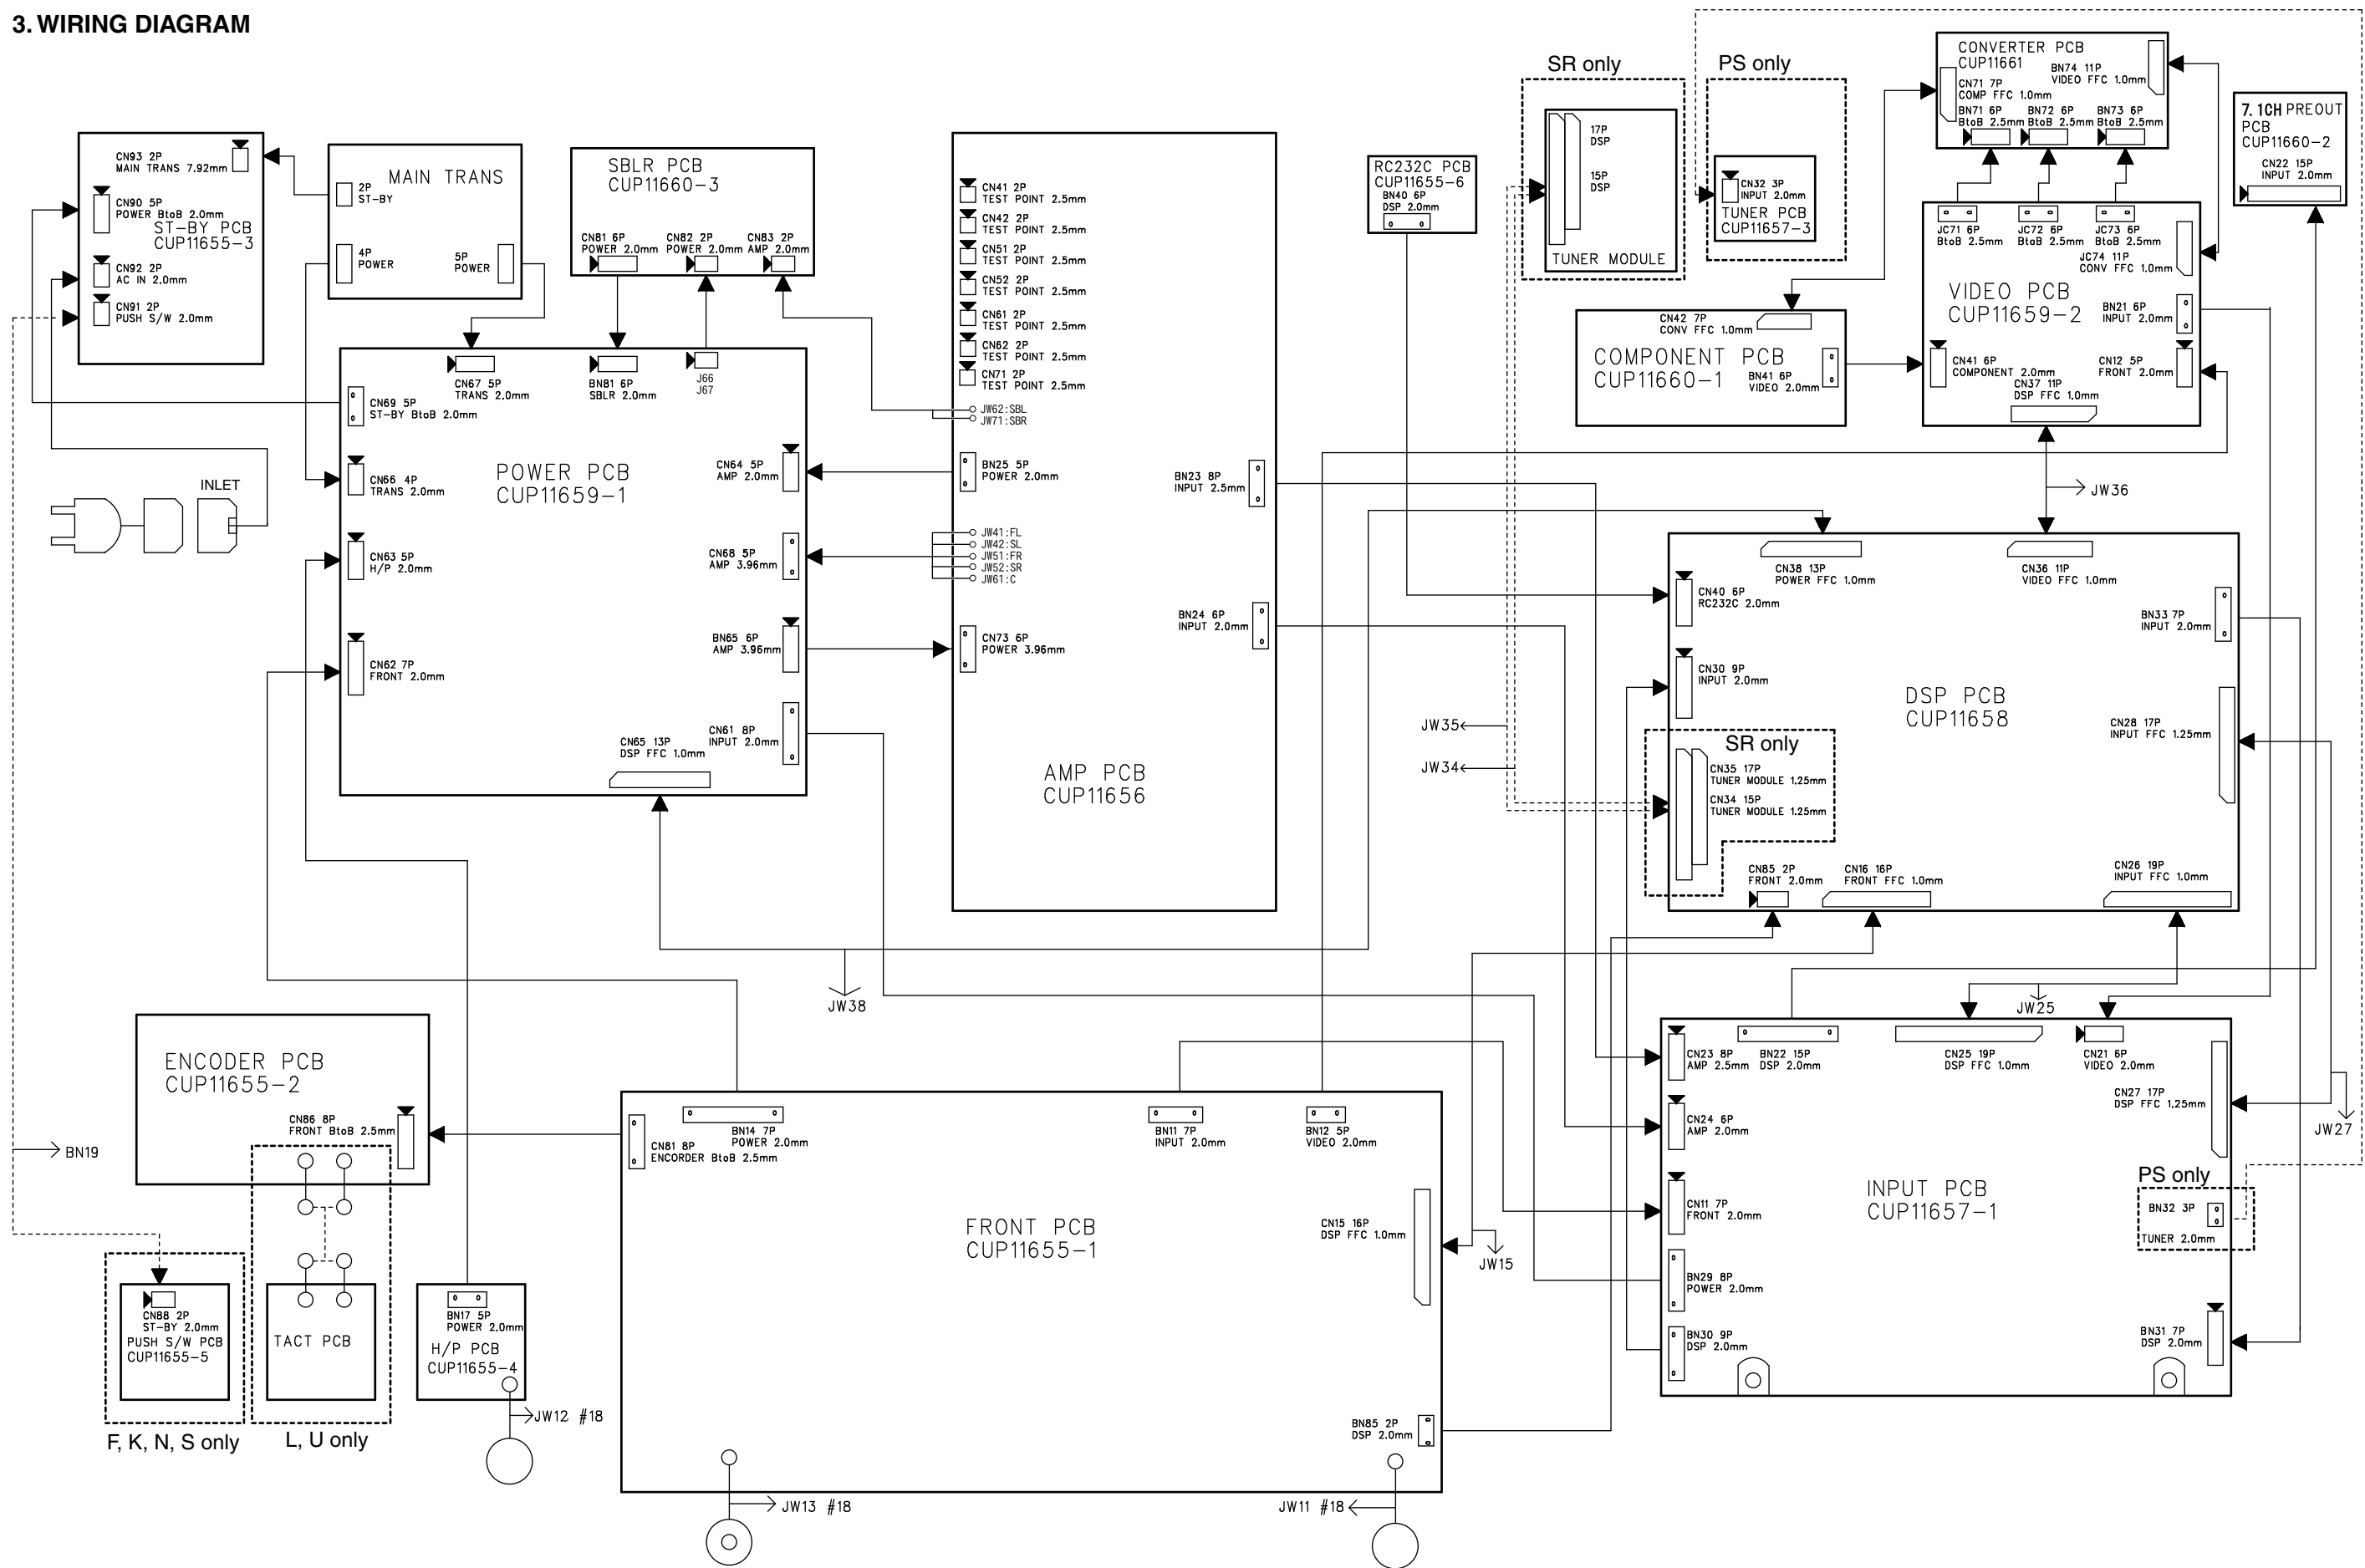 3. WIRING DIAGRAM
CN93 2P
MAIN TRANS 7.92mm
CN90 5P
POWER BtoB 2.0mm
ST-BY PCB
CUP11655-3
CN92 2P
AC IN 2.0mm
CN91 2P
PUSH S/W 2.0mm
MAIN TRANS
2P
ST-BY
4P
POWER
5P
POWER
SBLR PCB
CUP11660-3
CN81 6P
POWER 2.0mm
CN82 2P
POWER 2.0mm
CN83 2P
AMP 2.0mm
CN67 5P
TRANS 2.0mm
BN81 6P
SBLR 2.0mm
J66
J67
CN69 5P
ST-BY BtoB 2.0mm
POWER PCB
CUP11659-1
CN66 4P
TRANS 2.0mm
CN63 5P
H/P 2.0mm
CN62 7P
FRONT 2.0mm
CN64 5P
AMP 2.0mm
CN68 5P
AMP 3.96mm
BN65 6P
AMP 3.96mm
CN61 8P
INPUT 2.0mm
CN65 13P
DSP FFC 1.0mm
INLET
CN41 2P
TEST POINT 2.5mm
CN42 2P
TEST POINT 2.5mm
CN51 2P
TEST POINT 2.5mm
CN52 2P
TEST POINT 2.5mm
CN61 2P
TEST POINT 2.5mm
CN62 2P
TEST POINT 2.5mm
CN71 2P
TEST POINT 2.5mm
JW62:SBL
JW71:SBR
BN25 5P
POWER 2.0mm
JW41:FL
JW42:SL
JW51:FR
JW52:SR
JW61:C
CN73 6P
POWER 3.96mm
BN23 8P
INPUT 2.5mm
BN24 6P
INPUT 2.0mm
AMP PCB
CUP11656
RC232C PCB
CUP11655-6
BN40 6P
DSP 2.0mm
SR only
17P
DSP
15P
DSP
TUNER MODULE
PS only
CN32 3P
INPUT 2.0mm
TUNER PCB
CUP11657-3
CONVERTER PCB
CUP11661
BN74 11P
VIDEO FFC 1.0mm
CN71 7P
COMP FFC 1.0mm
BN71 6P
BtoB 2.5mm
BN72 6P
BtoB 2.5mm
BN73 6P
BtoB 2.5mm
7.1CH PREOUT
PCB
CUP11660-2
CN22 15P
INPUT 2.0mm
JC71 6P
BtoB 2.5mm
JC72 6P
BtoB 2.5mm
JC73 6P
BtoB 2.5mm
JC74 11P
CONV FFC 1.0mm
VIDEO PCB
CUP11659-2
BN21 6P
INPUT 2.0mm
CN41 6P
COMPONENT 2.0mm
CN12 5P
FRONT 2.0mm
CN37 11P
DSP FFC 1.0mm
CN42 7P
CONV FFC 1.0mm
COMPONENT PCB
CUP11660-1
BN41 6P
VIDEO 2.0mm
JW36
CN38 13P
POWER FFC 1.0mm
CN36 11P
VIDEO FFC 1.0mm
CN40 6P
RC232C 2.0mm
BN33 7P
INPUT 2.0mm
CN30 9P
INPUT 2.0mm
DSP PCB
CUP11658
CN28 17P
INPUT FFC 1.25mm
JW35
JW34
SR only
CN35 17P
TUNER MODULE 1.25mm
CN34 15P
TUNER MODULE 1.25mm
CN85 2P
FRONT 2.0mm
CN16 16P
FRONT FFC 1.0mm
CN26 19P
INPUT FFC 1.0mm
JW38
JW25
ENCODER PCB
CUP11655-2
CN86 8P
FRONT BtoB 2.5mm
BN19
CN88 2P
ST-BY 2.0mm
PUSH S/W PCB
CUP11655-5
F, K, N, S only
TACT PCB
L, U only
BN17 5P
POWER 2.0mm
H/P PCB
CUP11655-4
JW12 #18
CN81 8P
ENCORDER BtoB 2.5mm
BN14 7P
POWER 2.0mm
BN11 7P
INPUT 2.0mm
BN12 5P
VIDEO 2.0mm
FRONT PCB
CUP11655-1
CN15 16P
DSP FFC 1.0mm
JW15
BN85 2P
DSP 2.0mm
JW13 #18
JW11 #18
CN23 8P
AMP 2.5mm
BN22 15P
DSP 2.0mm
CN25 19P
DSP FFC 1.0mm
CN21 6P
VIDEO 2.0mm
CN27 17P
DSP FFC 1.25mm
JW27
CN24 6P
AMP 2.0mm
CN11 7P
FRONT 2.0mm
INPUT PCB
CUP11657-1
PS only
BN32 3P
TUNER 2.0mm
BN29 8P
POWER 2.0mm
BN30 9P
DSP 2.0mm
BN31 7P
DSP 2.0mm